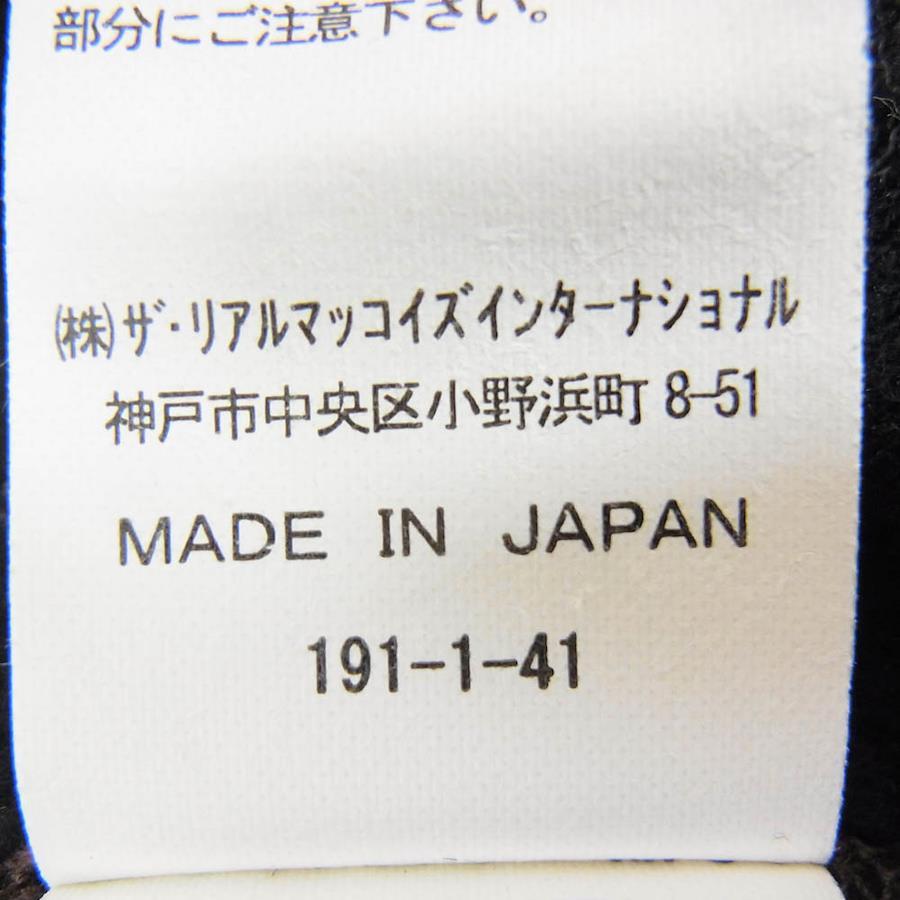 部分にご注意下さい。
(株)ザ・リアルマッコイズインターナショナル
神戸市中央区小野浜町 8-51
MADE IN JAPAN
191-1-41